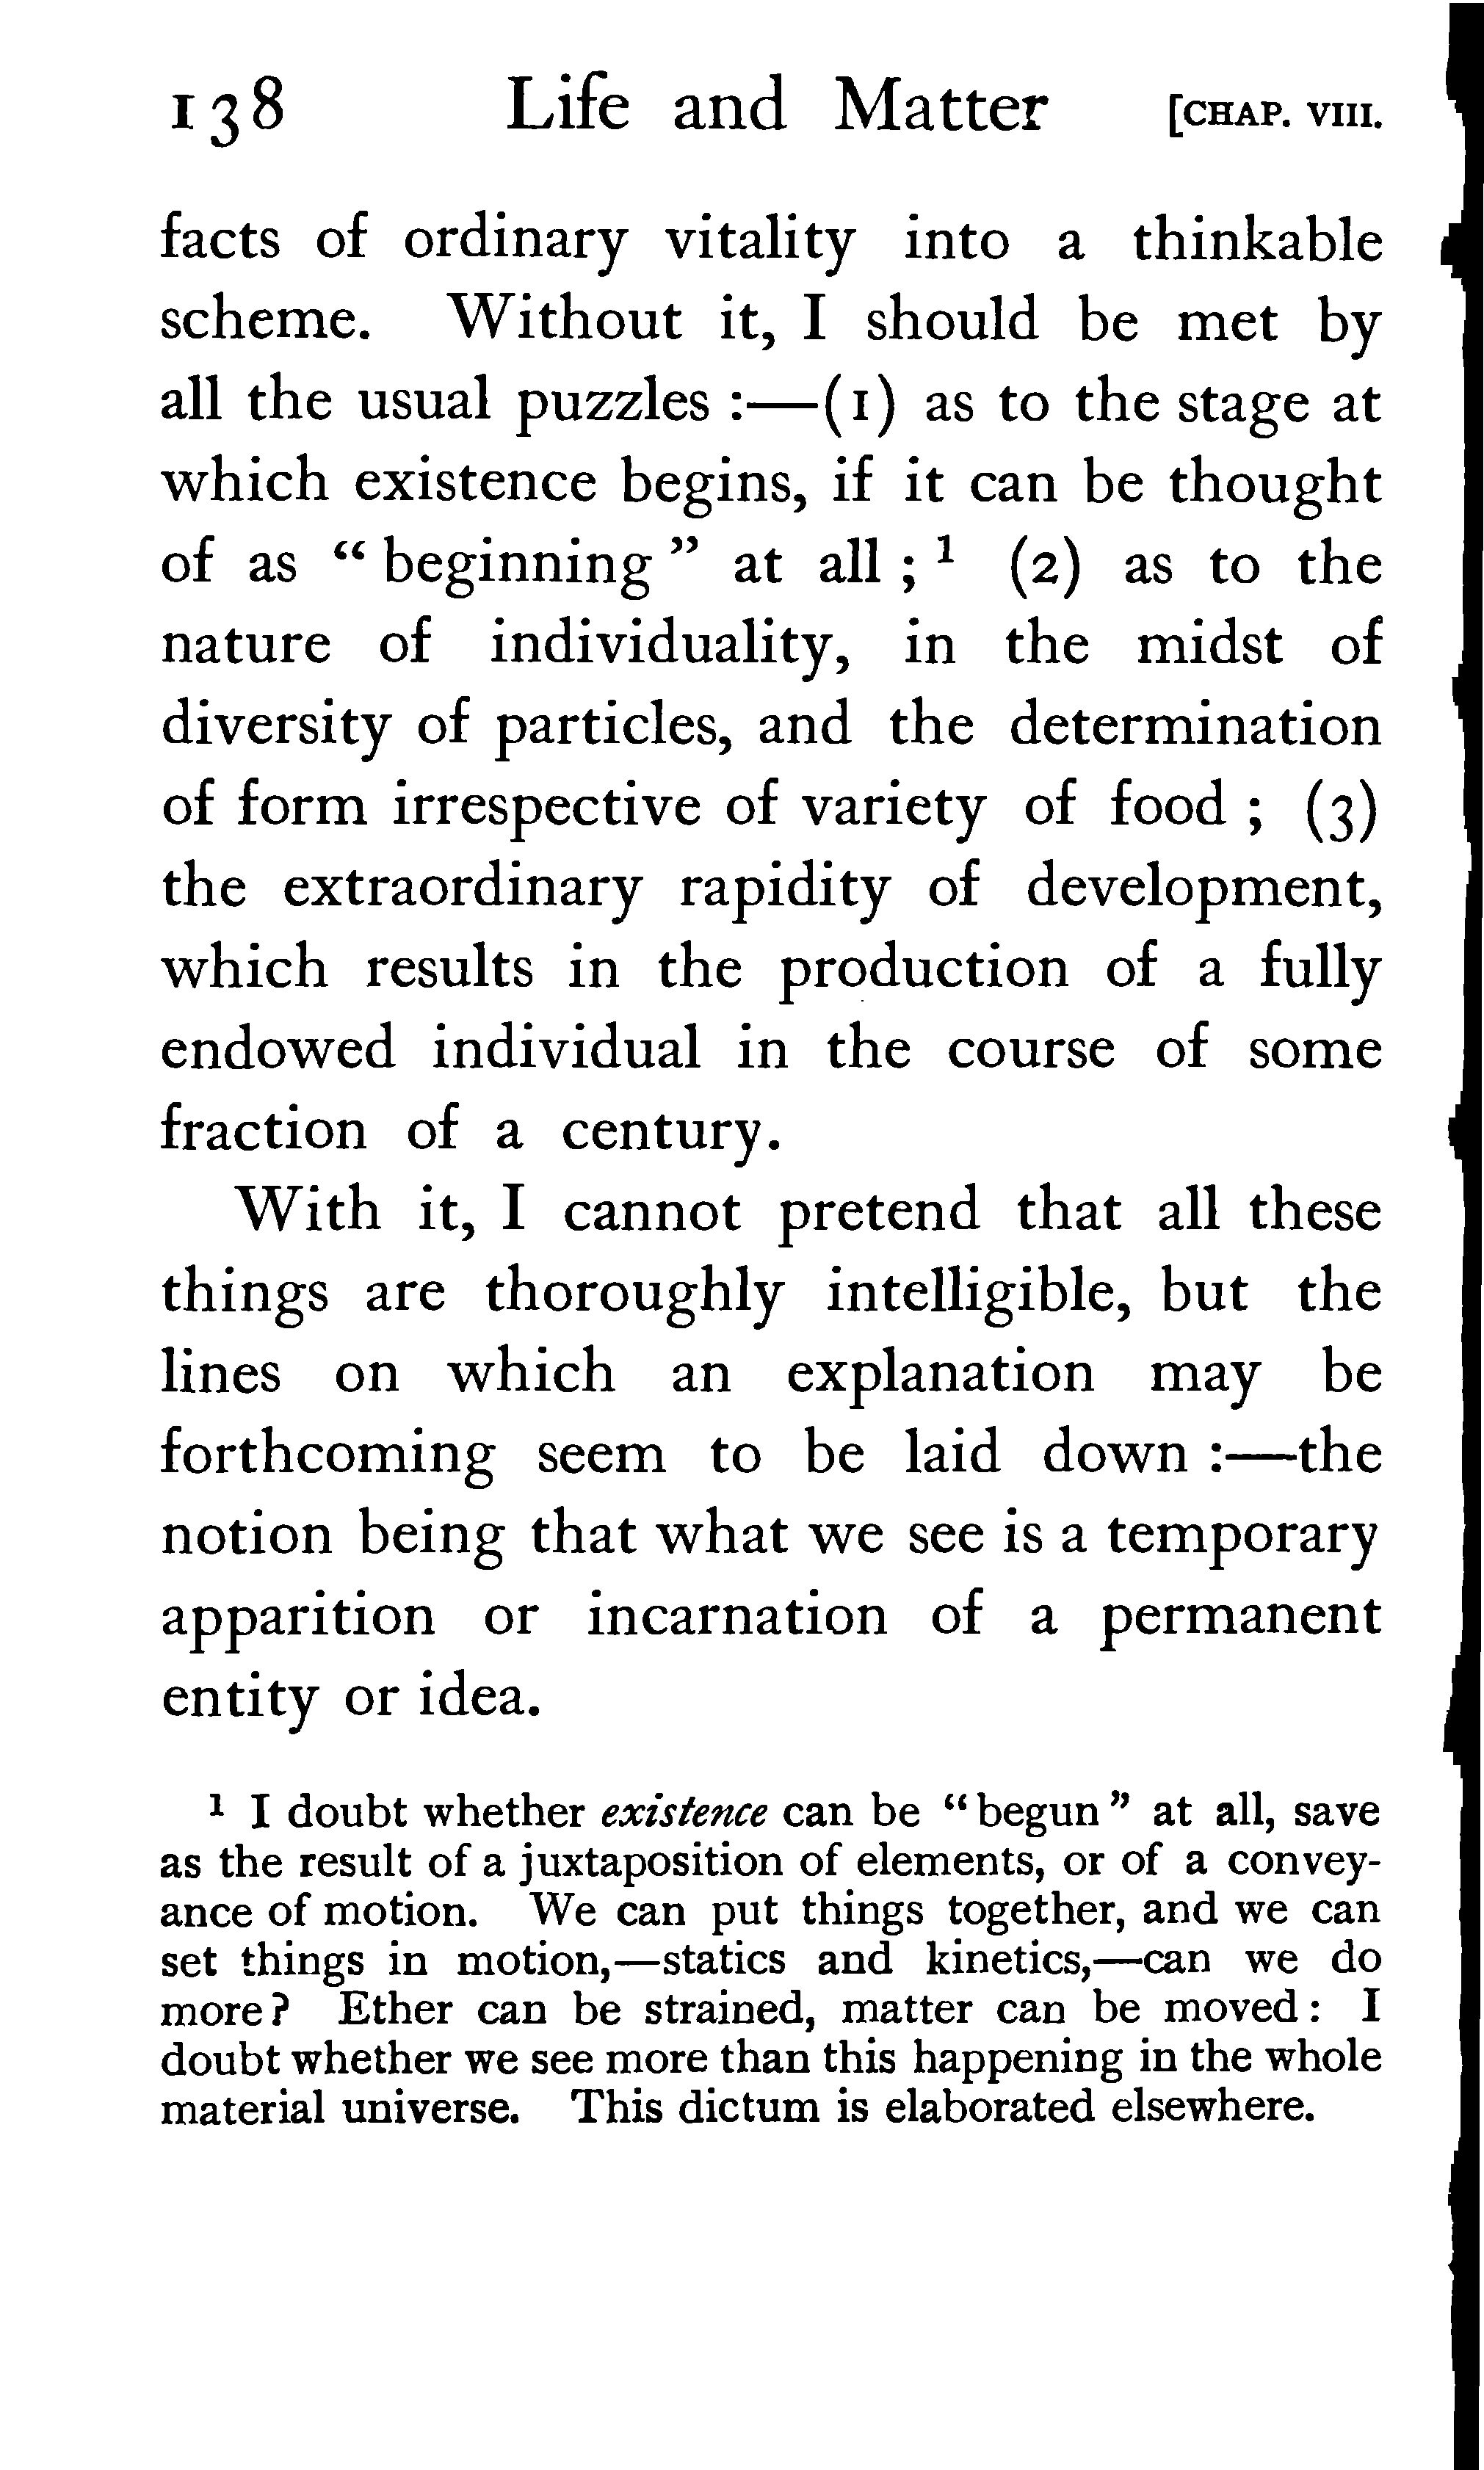 138 Life and Matter [CHAP. VIII.
facts of ordinary vitality into a thinkable
scheme. Without it, I should be met by
all the usual puzzles :—(1) as to the stage at
which existence begins, if it can be thought
of as “ beginning ” at all ; ¹ (2) as to the
nature of individuality, in the midst of
diversity of particles, and the determination
of form irrespective of variety of food ; (3)
the extraordinary rapidity of development,
which results in the production of a fully
endowed individual in the course of some
fraction of a century.
With it, I cannot pretend that all these
things are thoroughly intelligible, but the
lines on which an explanation may be
forthcoming seem to be laid down :—the
notion being that what we see is a temporary
apparition or incarnation of a permanent
entity or idea.
¹ I doubt whether existence can be “ begun ” at all, save
as the result of a juxtaposition of elements, or of a convey-
ance of motion. We can put things together, and we can
set things in motion,—statics and kinetics,—can we do
more ? Ether can be strained, matter can be moved : I
doubt whether we see more than this happening in the whole
material universe. This dictum is elaborated elsewhere.